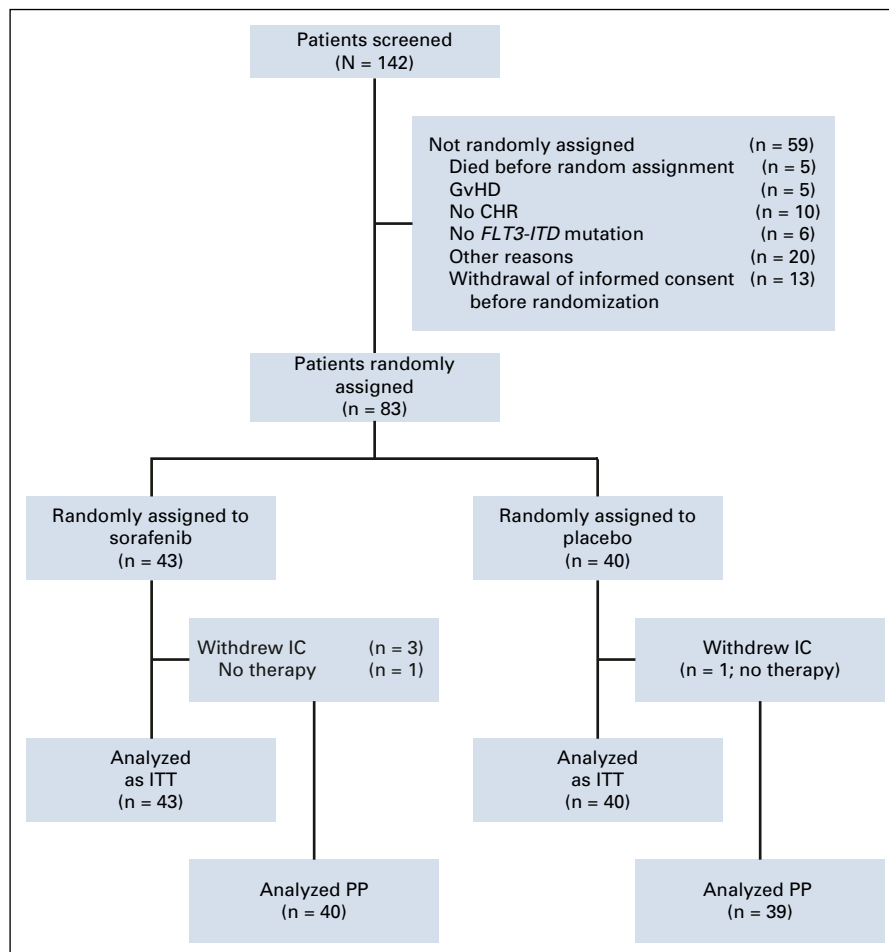 Patients screened
(N = 142)
Not randomly assigned (n = 59)
Died before random assignment (n = 5)
GvHD (n = 5)
No CHR (n = 10)
No FLT3-ITD mutation (n = 6)
Other reasons (n = 20)
Withdrawal of informed consent (n = 13)
before randomization
Patients randomly
assigned
(n = 83)
Randomly assigned to
sorafenib
(n = 43)
Randomly assigned to
placebo
(n = 40)
Withdrew IC (n = 3)
No therapy (n = 1)
Withdrew IC
(n = 1; no therapy)
Analyzed
as ITT
(n = 43)
Analyzed
as ITT
(n = 40)
Analyzed PP
(n = 40)
Analyzed PP
(n = 39)